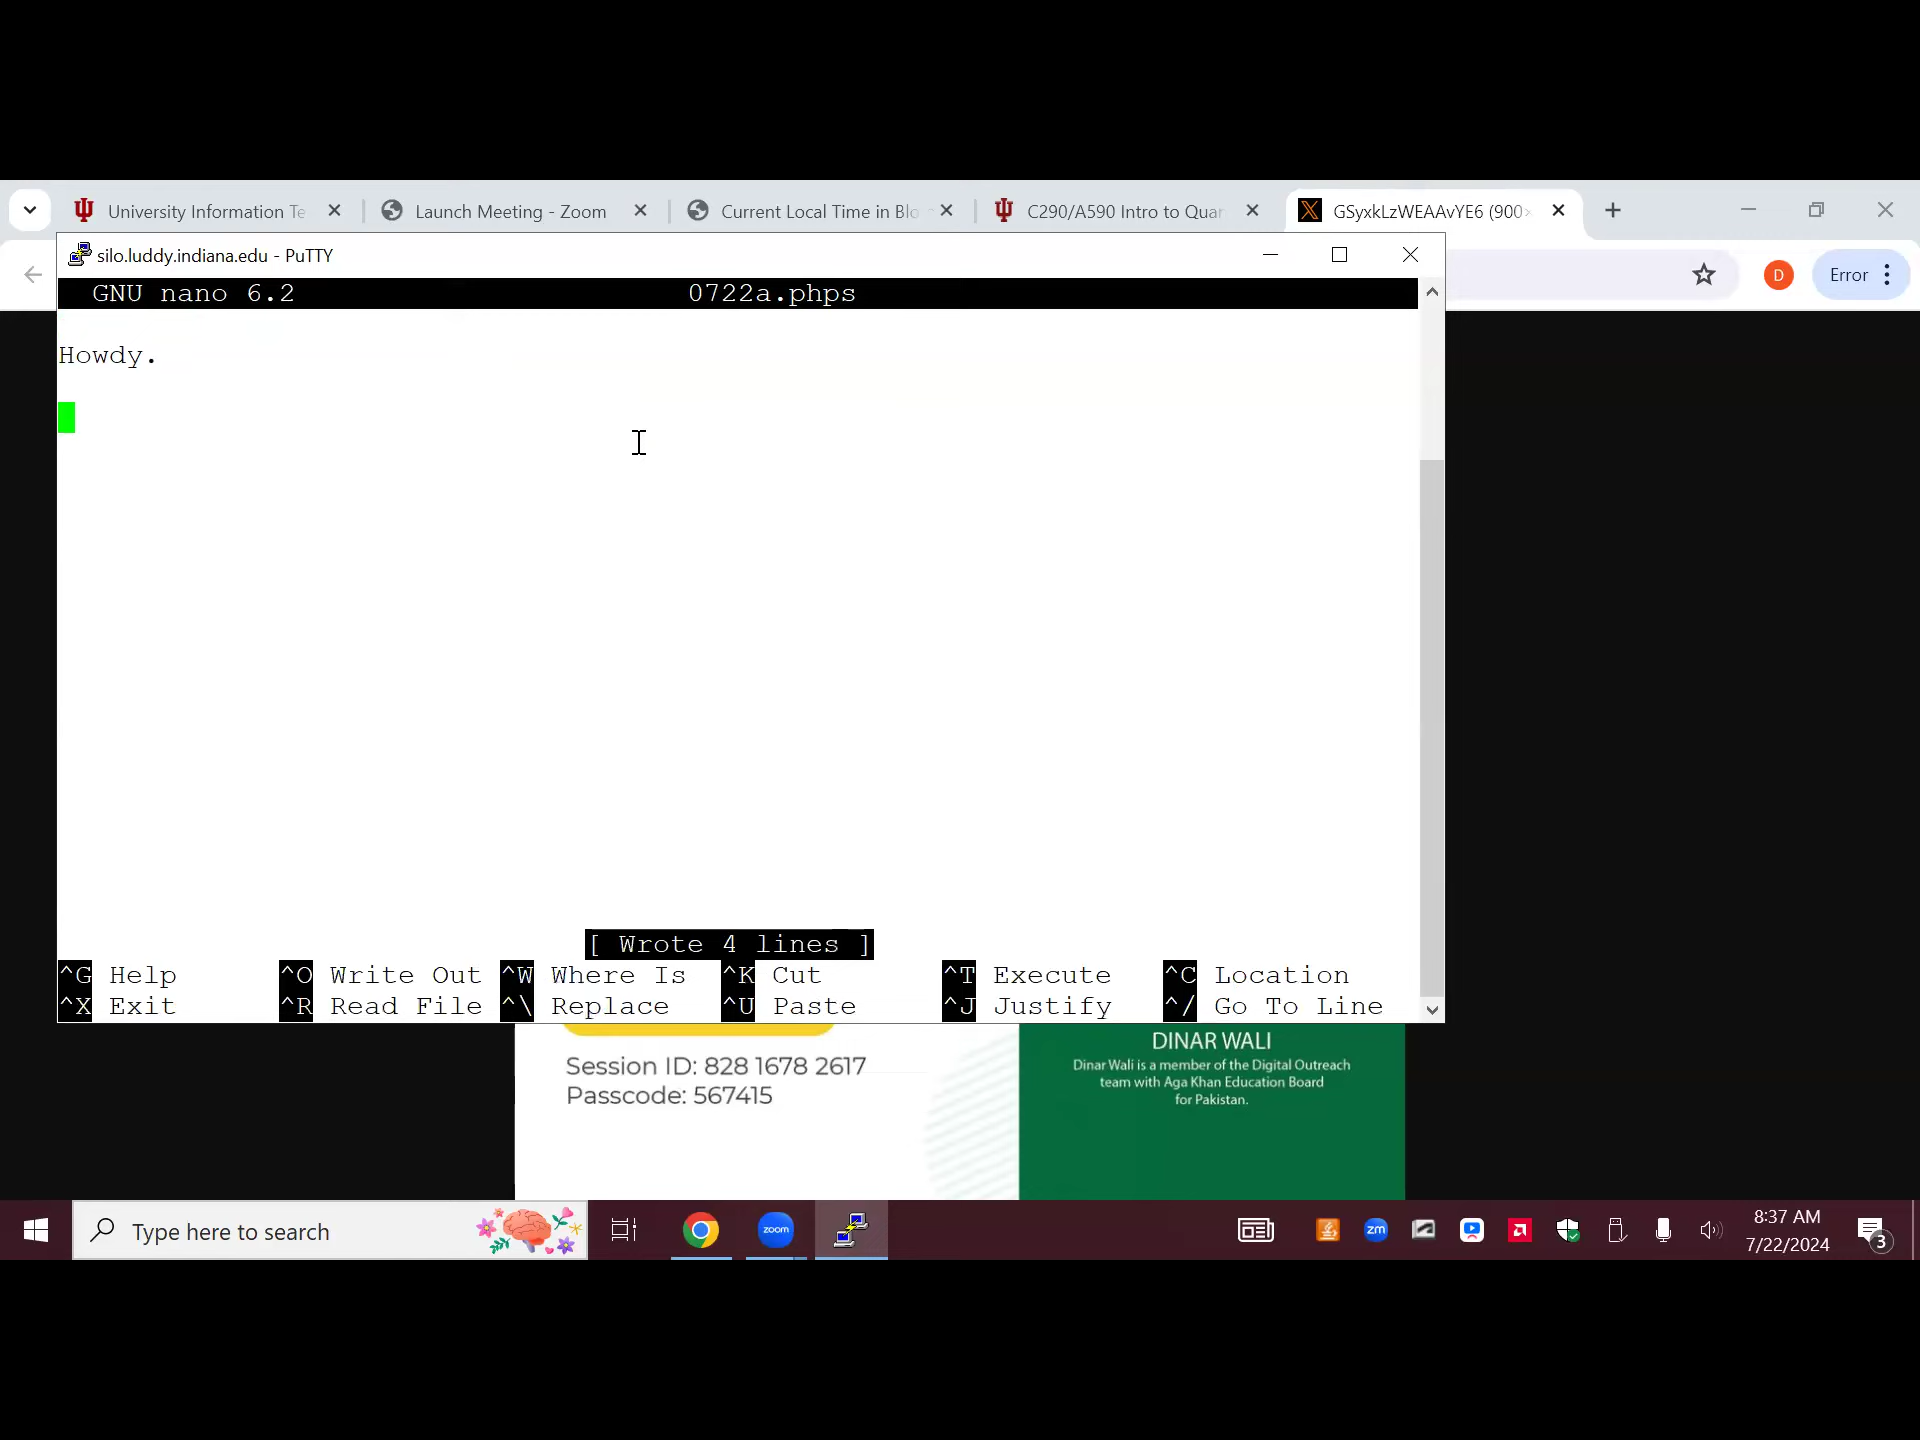 University Information Te
Launch Meeting - Zoom
Current Local Time in Blo
C290/A590 Intro to Quar
GSyxkLzWEAAvYE6 (900×
silo.luddy.indiana.edu - PuTTY
D
Error
GNU nano 6.2 0722a.phps
Howdy.
[ Wrote 4 lines ]
^G Help ^O Write Out ^W Where Is ^K Cut ^T Execute ^C Location
^X Exit ^R Read File ^\ Replace ^U Paste ^J Justify ^/ Go To Line
Session ID: 828 1678 2617
Passcode: 567415
DINAR WALI
Dinar Wali is a member of the Digital Outreach
team with Aga Khan Education Board
for Pakistan.
Type here to search
zoom
zm
8:37 AM
7/22/2024
3